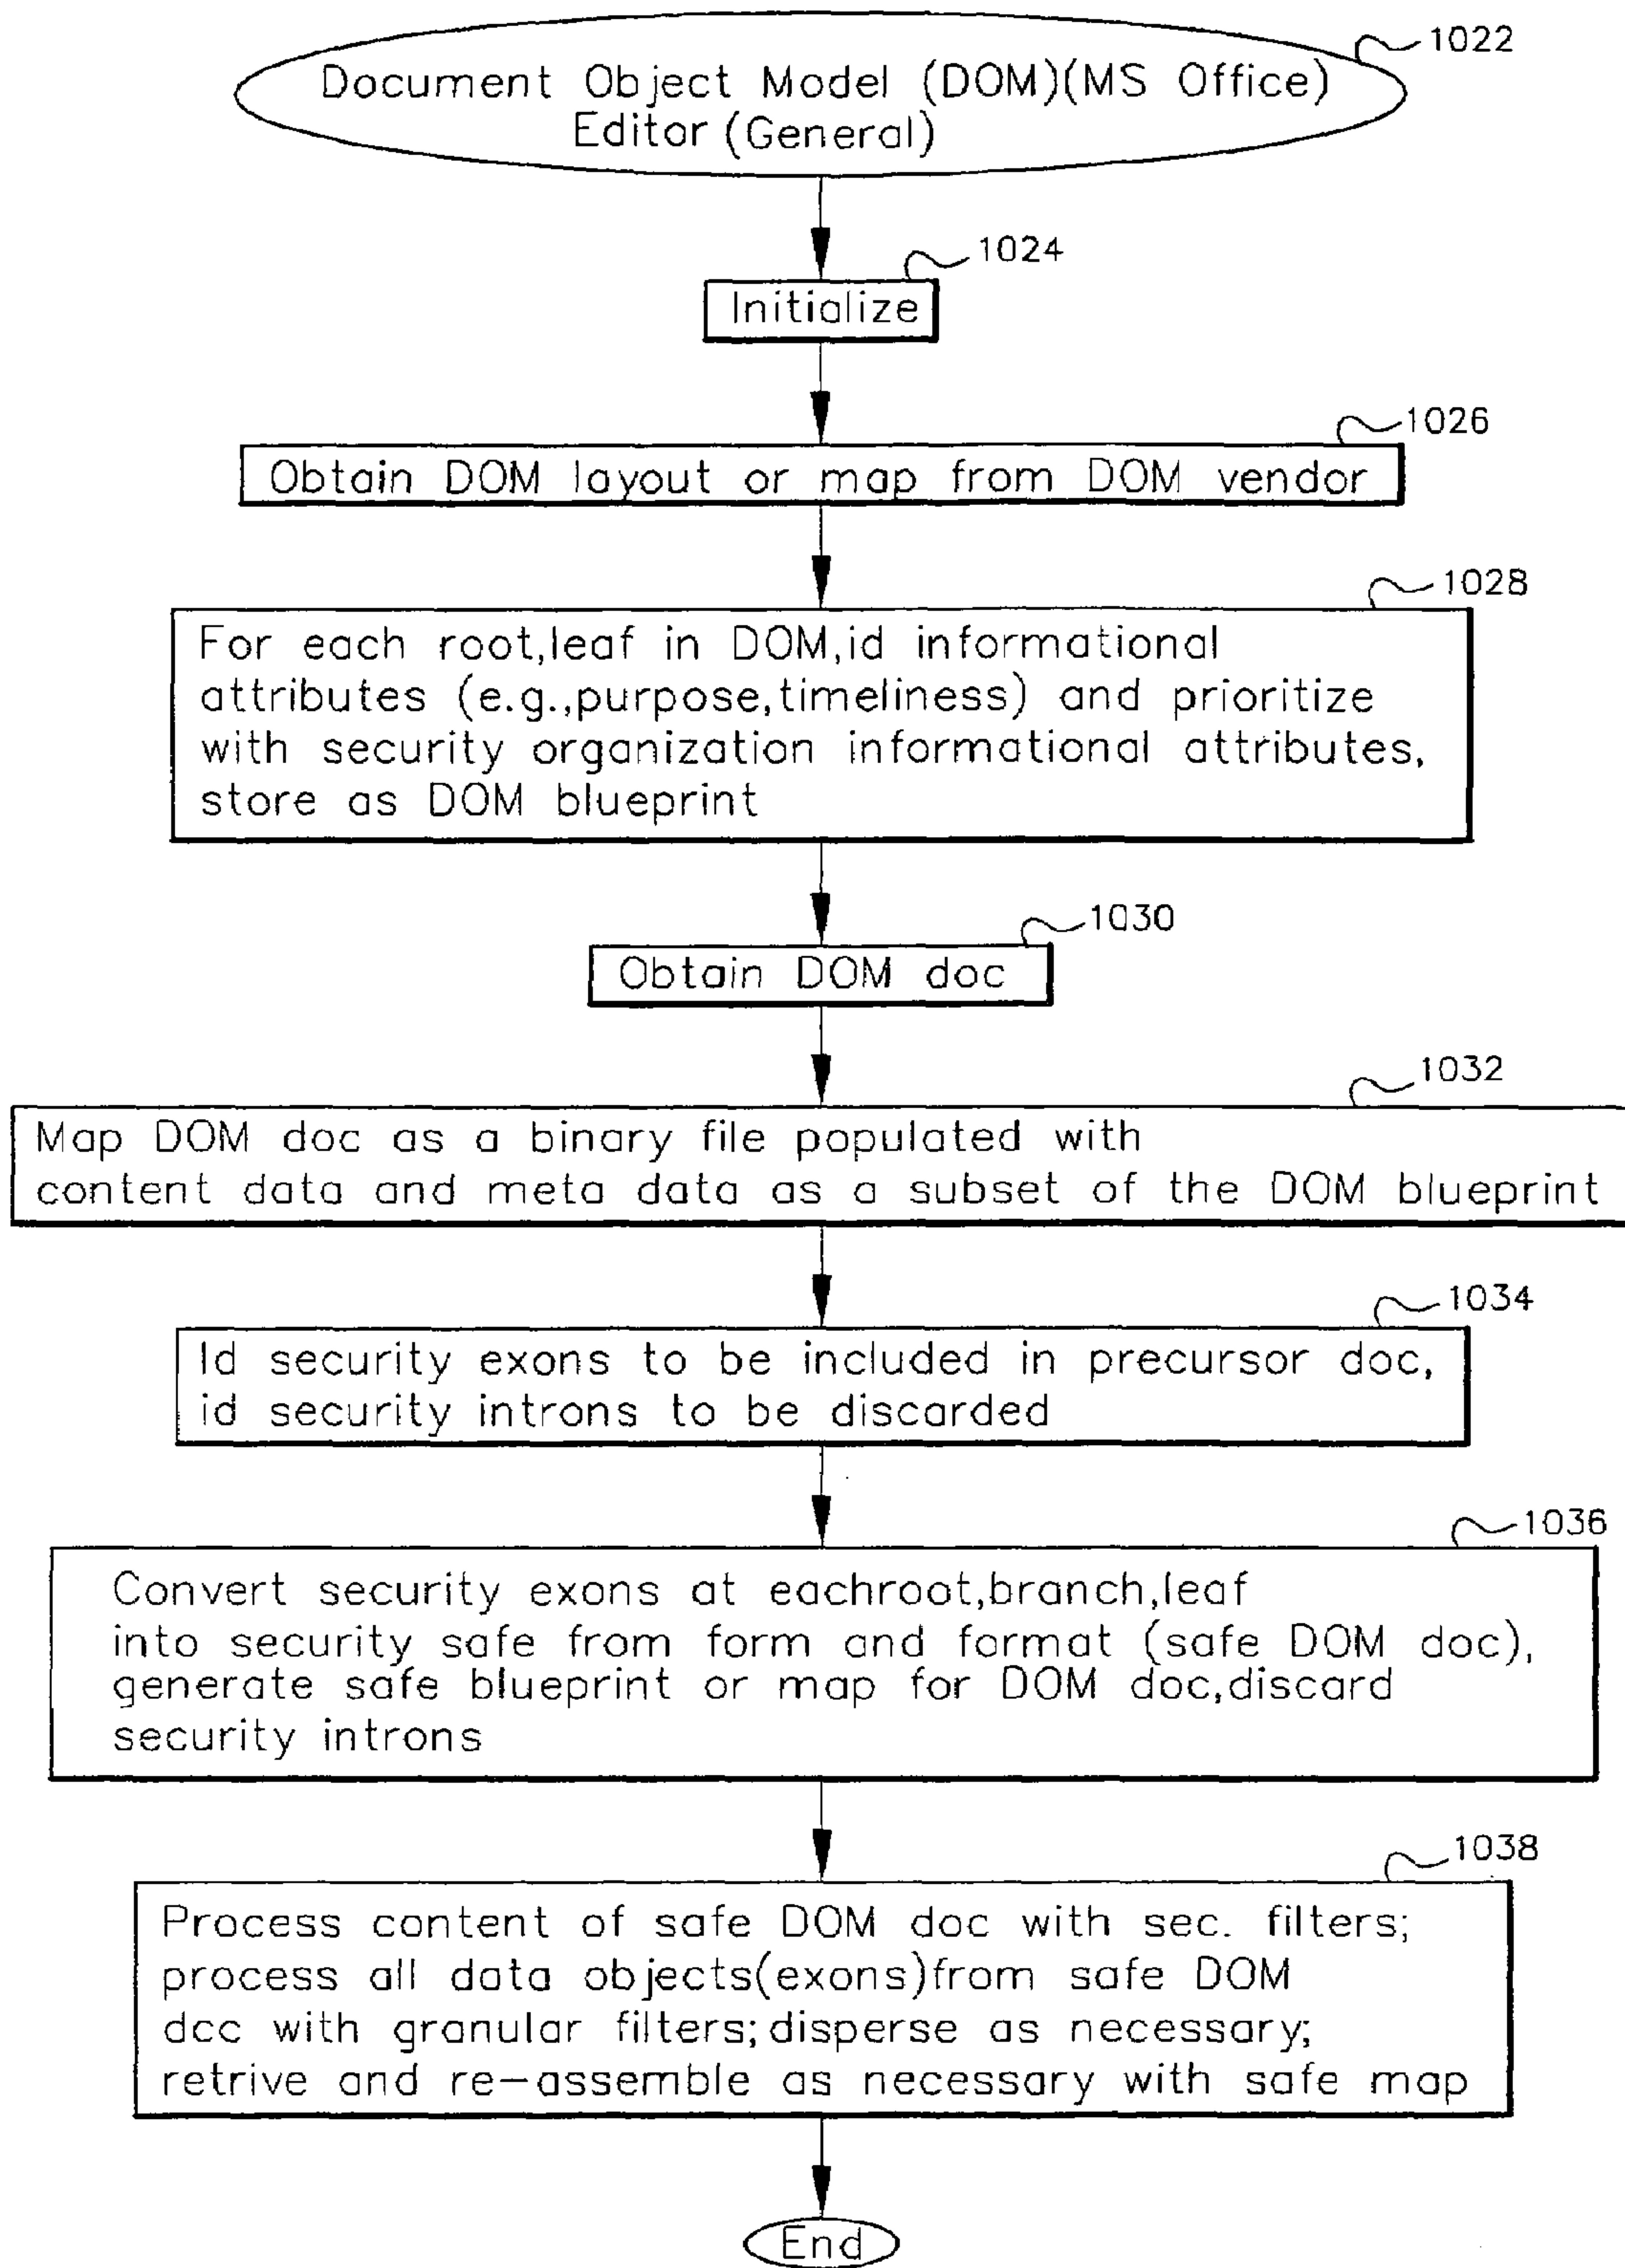 1022
Document Object Model (DOM)(MS Office)
Editor (General)
1024
Initialize
1026
Obtain DOM layout or map from DOM vendor
1028
For each root,leaf in DOM,id informational
attributes (e.g.,purpose,timeliness) and prioritize
with security organization informational attributes,
store as DOM blueprint
1030
Obtain DOM doc
1032
Map DOM doc as a binary file populated with
content data and meta data as a subset of the DOM blueprint
1034
Id security exons to be included in precursor doc,
id security introns to be discarded
1036
Convert security exons at eachroot,branch,leaf
into security safe from form and format (safe DOM doc),
generate safe blueprint or map for DOM doc,discard
security introns
1038
Process content of safe DOM doc with sec. filters;
process all data objects(exons)from safe DOM
dcc with granular filters;disperse as necessary;
retrive and re-assemble as necessary with safe map
End